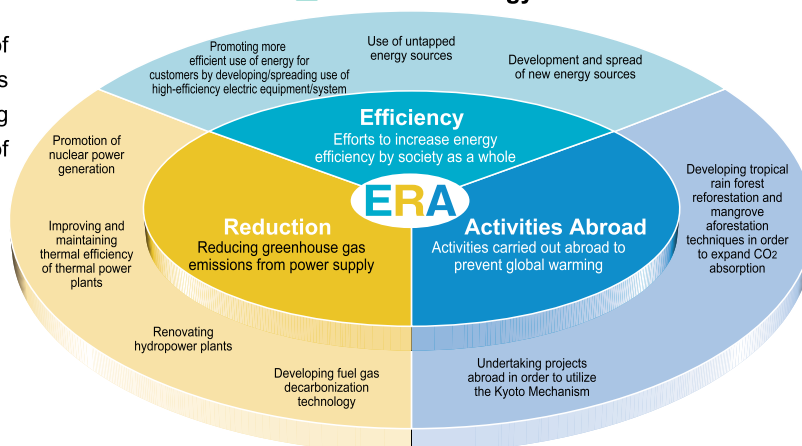 of
s
g
of
Promoting more
efficient use of energy for
customers by developing/spreading use of
high-efficiency electric equipment/system
Use of untapped
energy sources
Development and spread
of new energy sources
Efficiency
Efforts to increase energy
efficiency by society as a whole
ERA
Promotion of
nuclear power
generation
Improving and
maintaining
thermal efficiency
of thermal power
plants
Renovating
hydropower plants
Developing fuel gas
decarbonization
technology
Reduction
Reducing greenhouse gas
emissions from power supply
Activities Abroad
Activities carried out abroad to
prevent global warming
Developing tropical
rain forest
reforestation and
mangrove
aforestation
techniques in order
to expand CO2
absorption
Undertaking projects
abroad in order to utilize
the Kyoto Mechanism